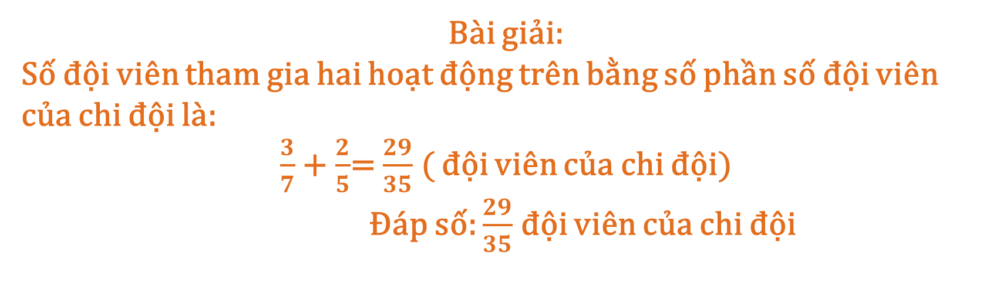 Bài giải:
Số đội viên tham gia hai hoạt động trên bằng số phần số đội viên
của chi đội là:
3/7 + 2/5 = 29/35 ( đội viên của chi đội)
Đáp số: 29/35 đội viên của chi đội